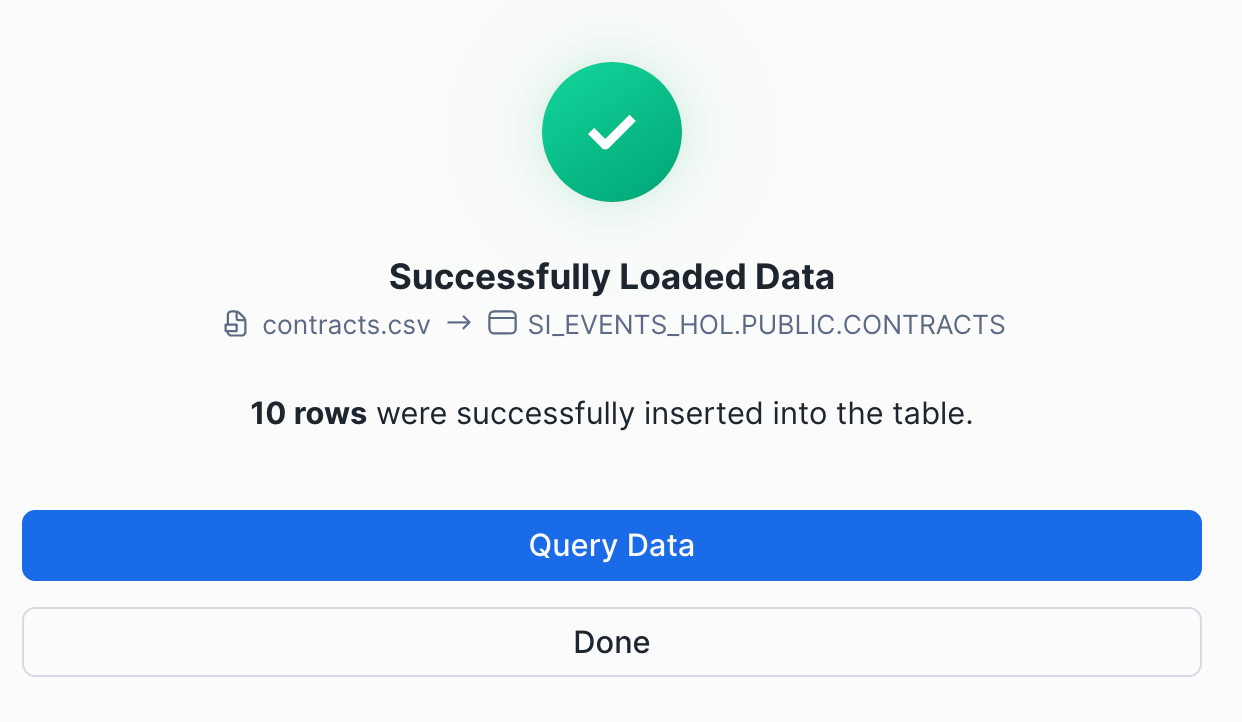 Successfully Loaded Data
contracts.csv → SI_EVENTS_HOL.PUBLIC.CONTRACTS
10 rows were successfully inserted into the table.
Query Data
Done